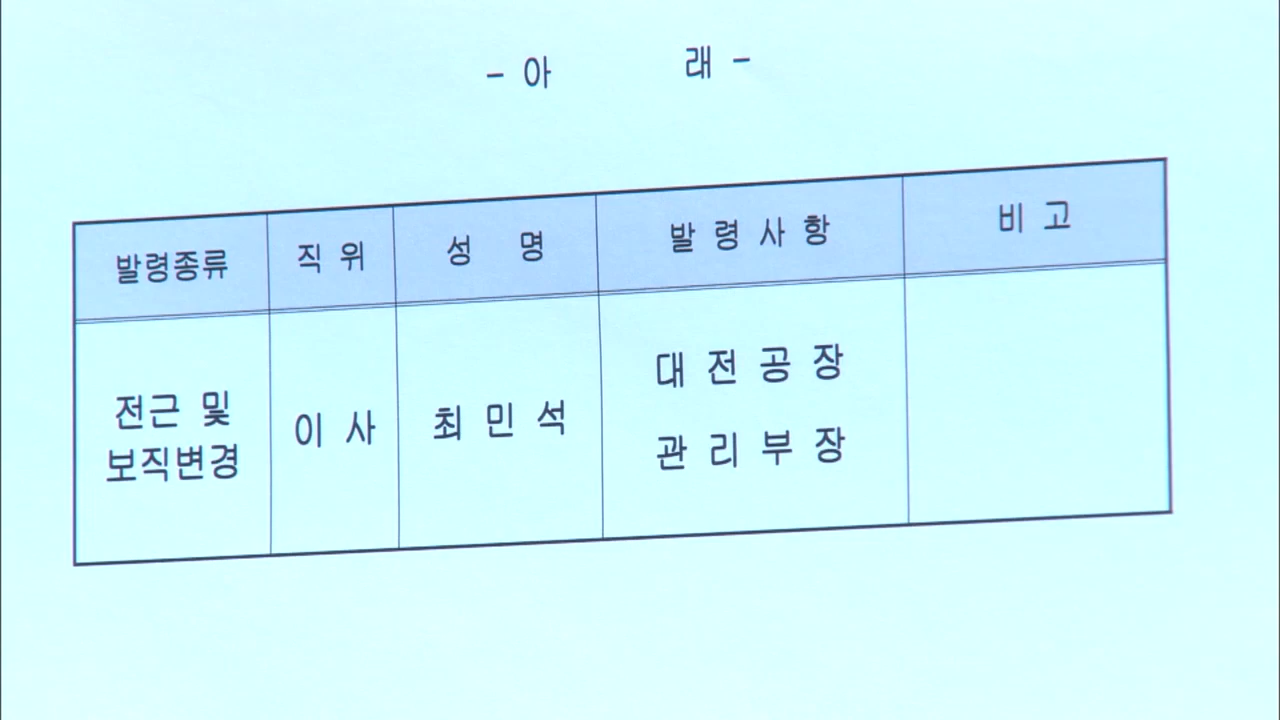 - 아 래 -
발령종류 직 위 성 명 발 령 사 항 비 고
전근 및
보직변경
이 사
최 민 석
대 전 공 장
관 리 부 장